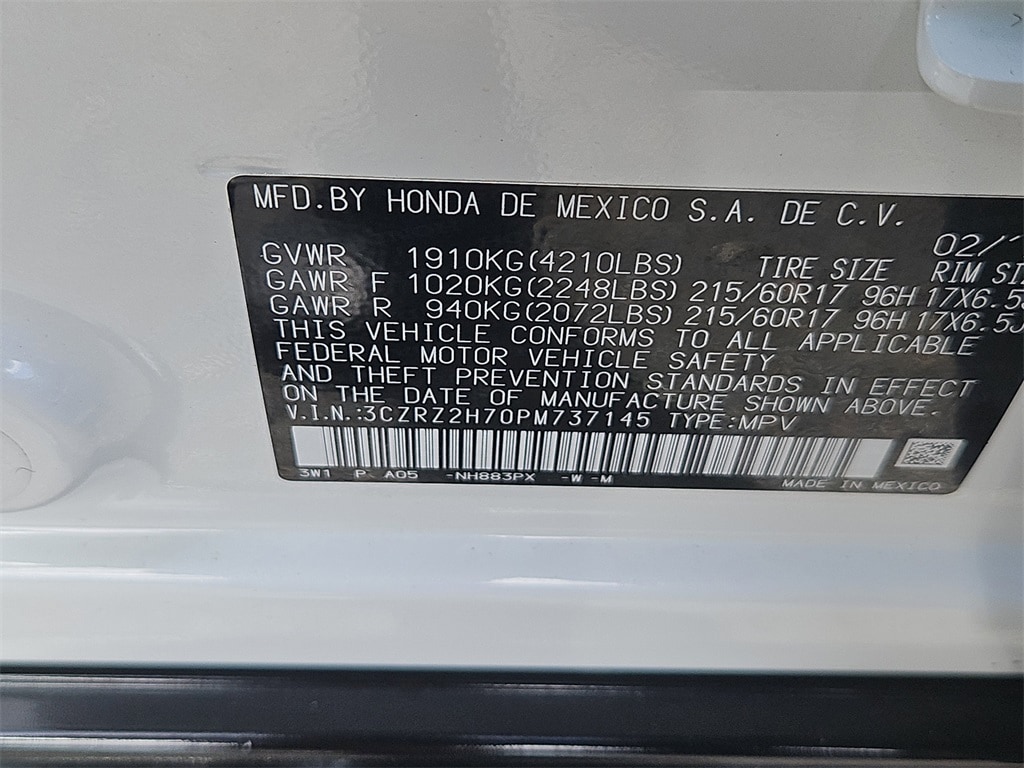 MFD.BY HONDA DE MEXICO S.A. DE C.V.
02/
GVWR 1910KG(4210LBS) TIRE SIZE RIM SIZ
GAWR F 1020KG(2248LBS) 215/60R17 96H 17X6.5
GAWR R 940KG(2072LBS) 215/60R17 96H 17X6.5J
THIS VEHICLE CONFORMS TO ALL APPLICABLE
FEDERAL MOTOR VEHICLE SAFETY
AND THEFT PREVENTION STANDARDS IN EFFECT
ON THE DATE OF MANUFACTURE SHOWN ABOVE.
V.I.N.:3CZRZ2H70PM737145 TYPE:MPV
3W1 P A05 -NH883PX -W -M
MADE IN MEXICO